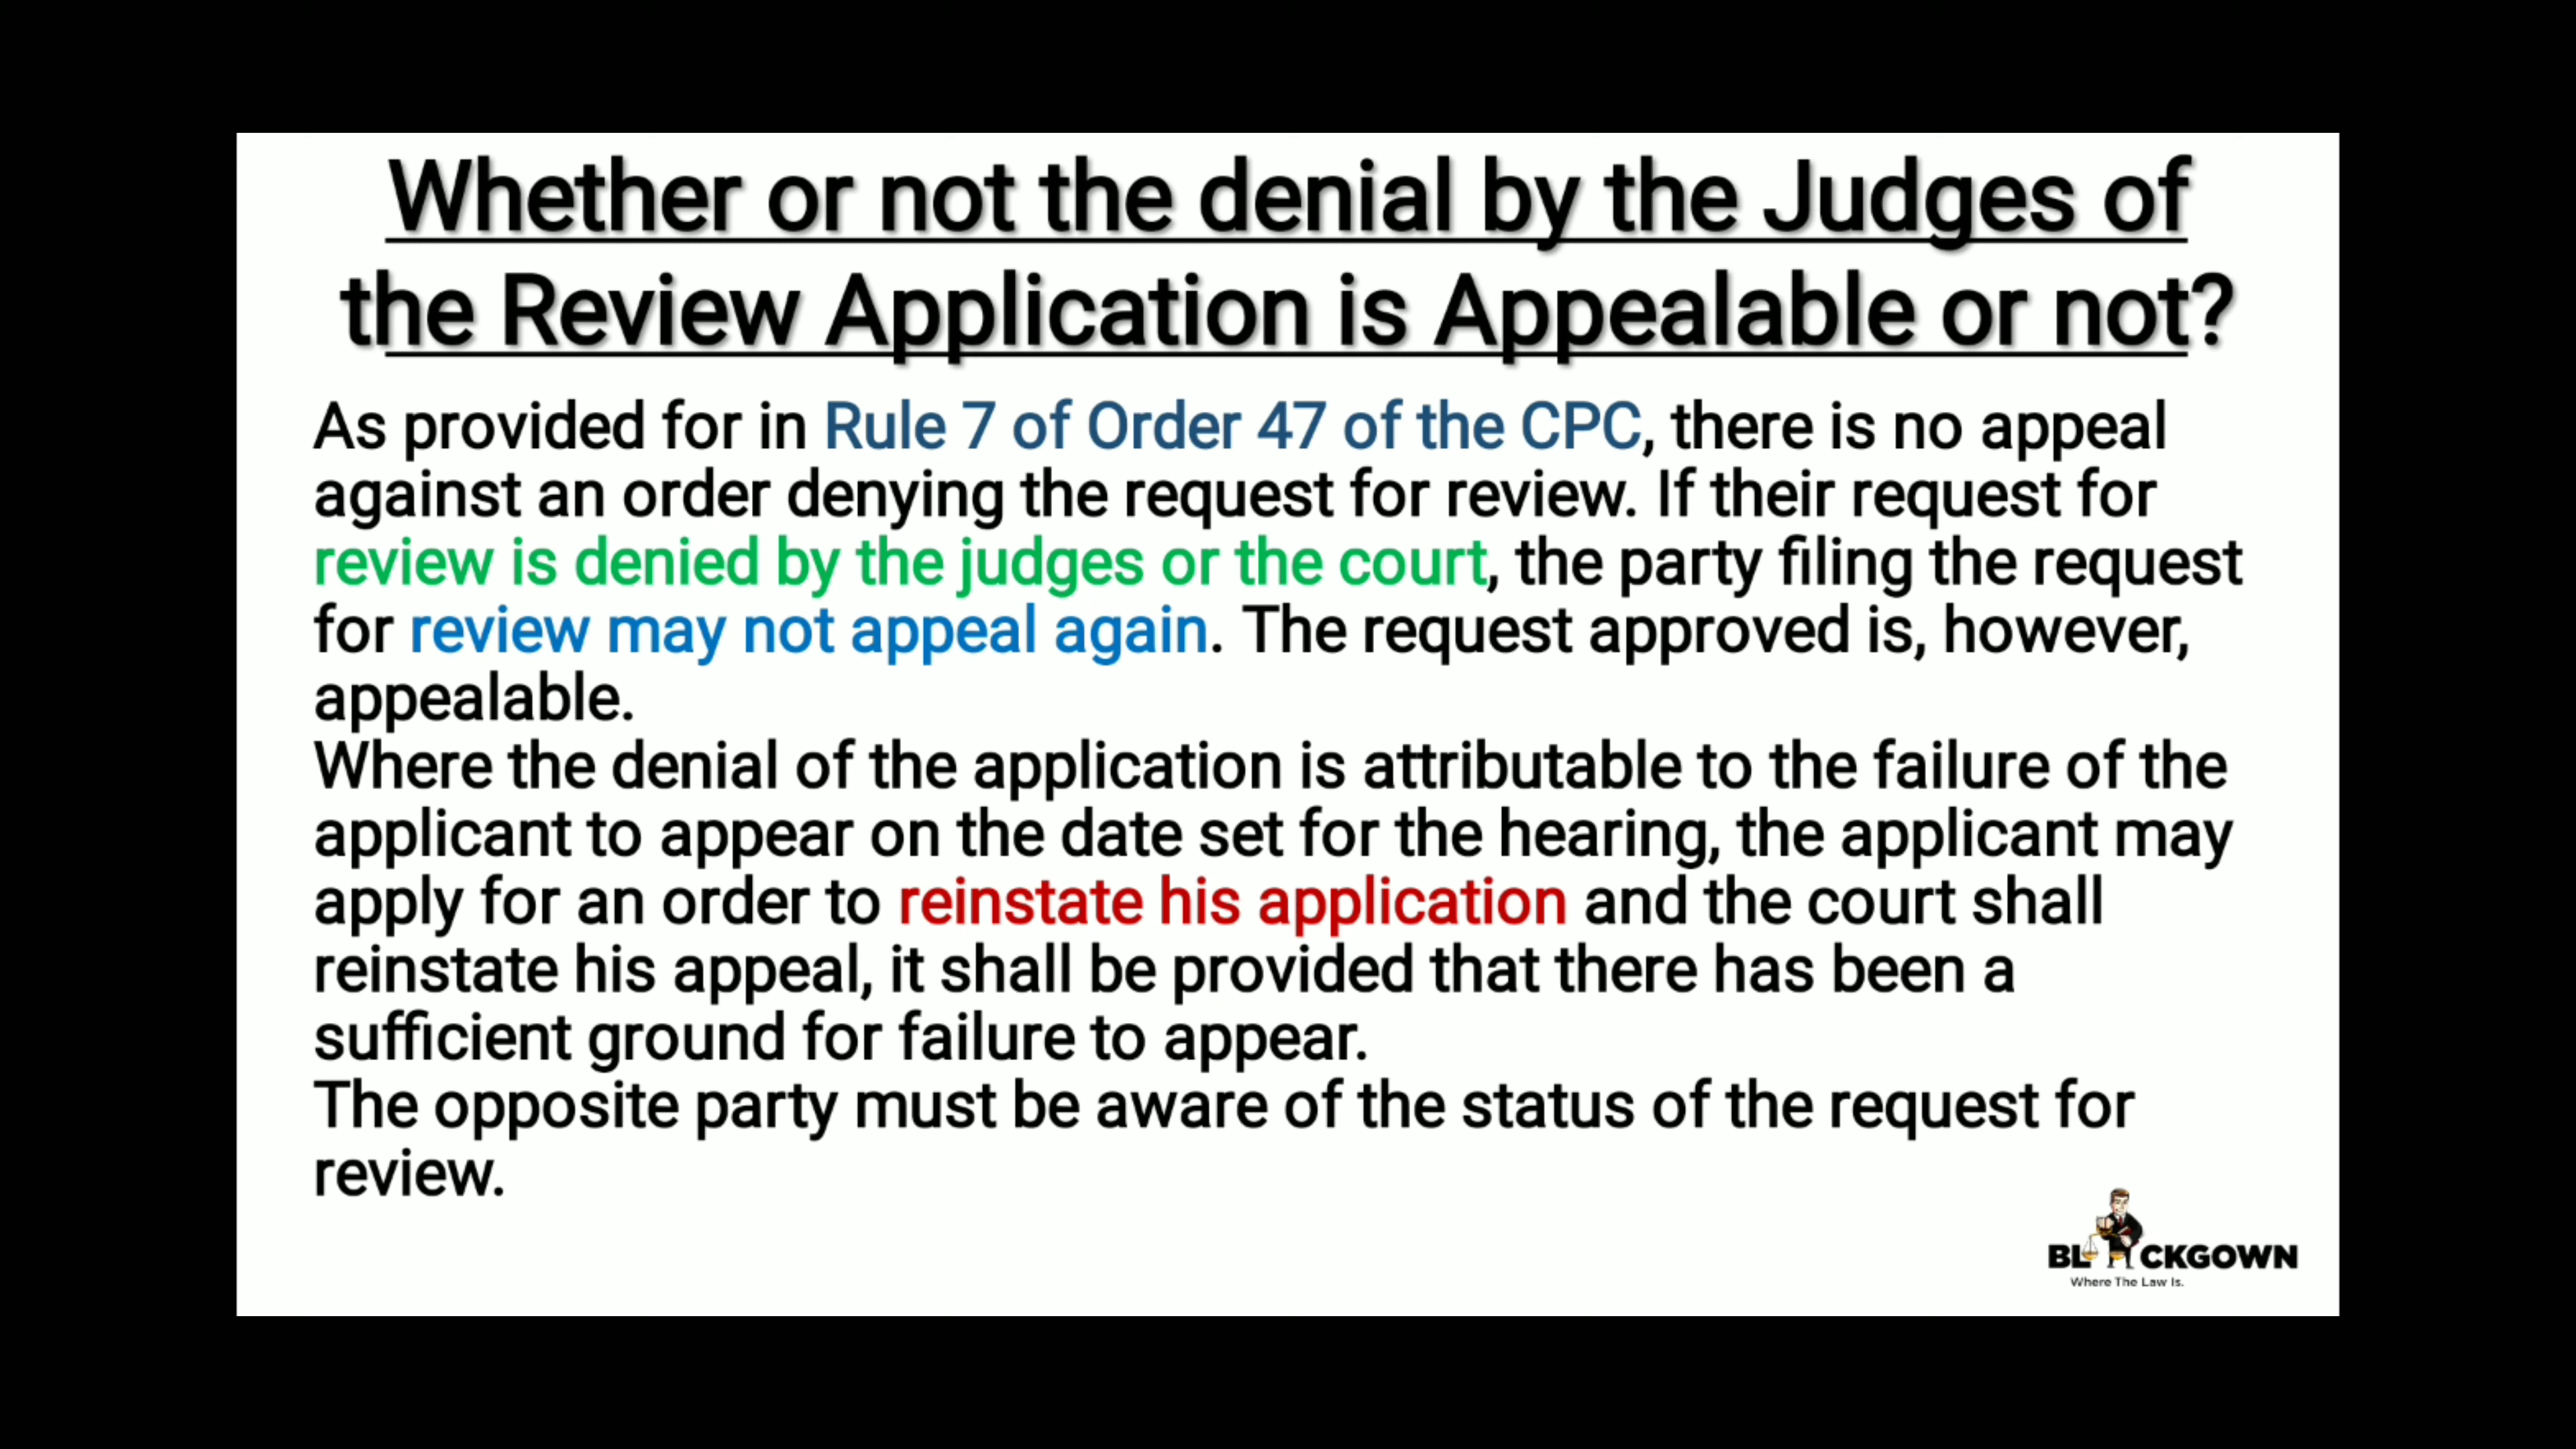 Whether or not the denial by the Judges of
the Review Application is Appealable or not?
As provided for in Rule 7 of Order 47 of the CPC, there is no appeal
against an order denying the request for review. If their request for
review is denied by the judges or the court, the party filing the request
for review may not appeal again. The request approved is, however,
appealable.
Where the denial of the application is attributable to the failure of the
applicant to appear on the date set for the hearing, the applicant may
apply for an order to reinstate his application and the court shall
reinstate his appeal, it shall be provided that there has been a
sufficient ground for failure to appear.
The opposite party must be aware of the status of the request for
review.
BLACKGOWN
Where The Law Is.